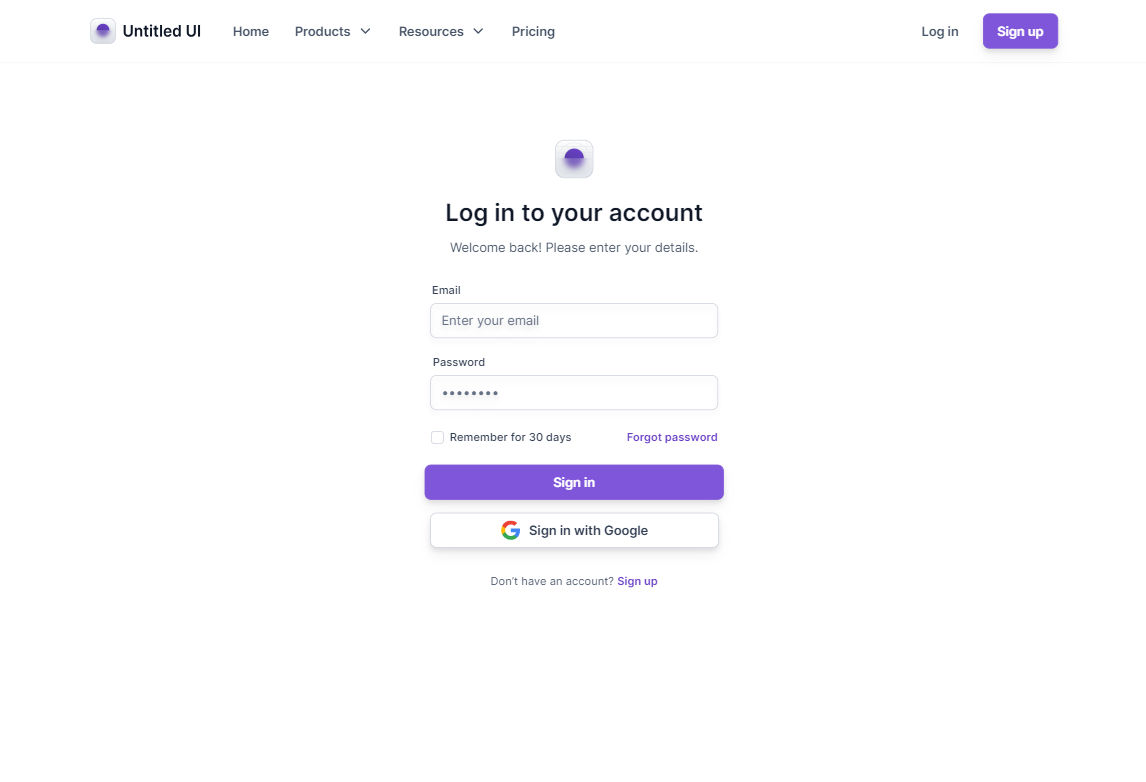 Untitled UI Home Products Resources Pricing Log in Sign up
Log in to your account
Welcome back! Please enter your details.
Email
Enter your email
Password
••••••••
Remember for 30 days Forgot password
Sign in
Sign in with Google
Don't have an account? Sign up